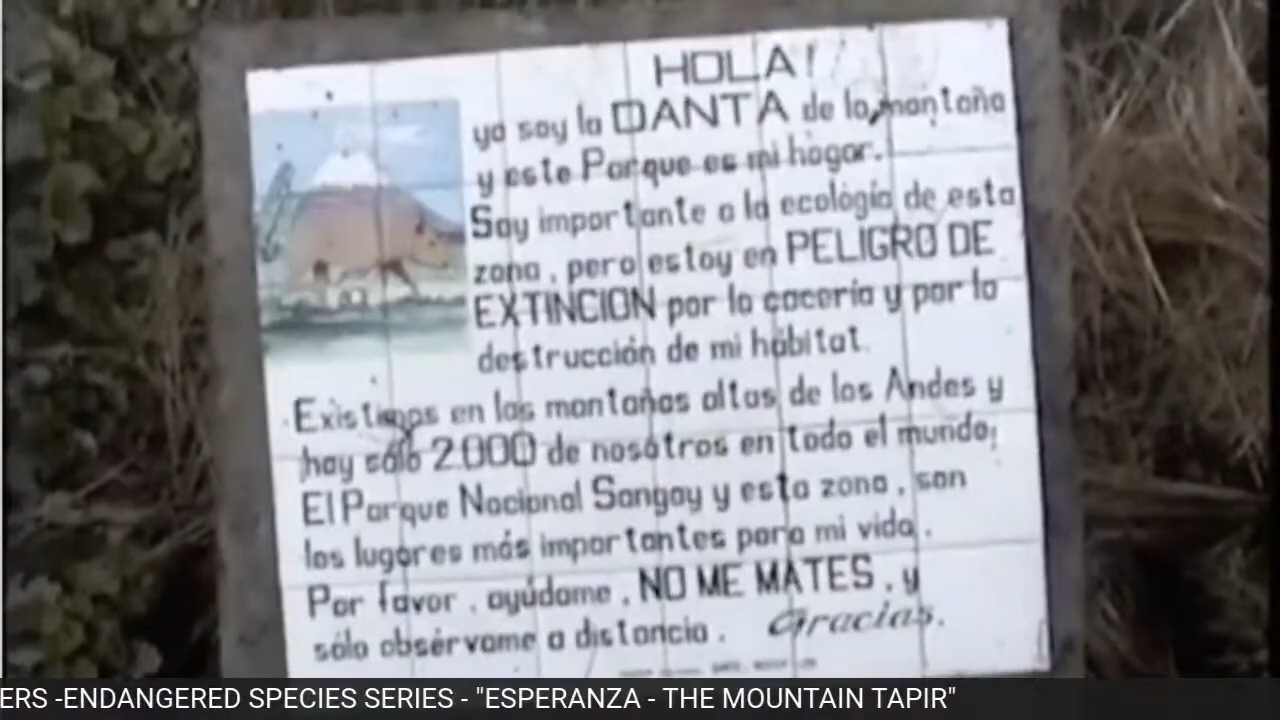 HOLA!
yo soy la DANTA de la montaña
y este Parque es mi hogar.
Soy importante a la ecología de esta
zona, pero estoy en PELIGRO DE
EXTINCION por la cacería y por la
destrucción de mi hábitat.
Existimos en las montañas altas de los Andes y
hay sólo 2.000 de nosotros en todo el mundo;
El Parque Nacional Sangay y esta zona, son
los lugares más importantes para mi vida.
Por favor, ayúdame, NO ME MATES, y
sólo obsérvame a distancia. Gracias.
ERS -ENDANGERED SPECIES SERIES - "ESPERANZA - THE MOUNTAIN TAPIR"